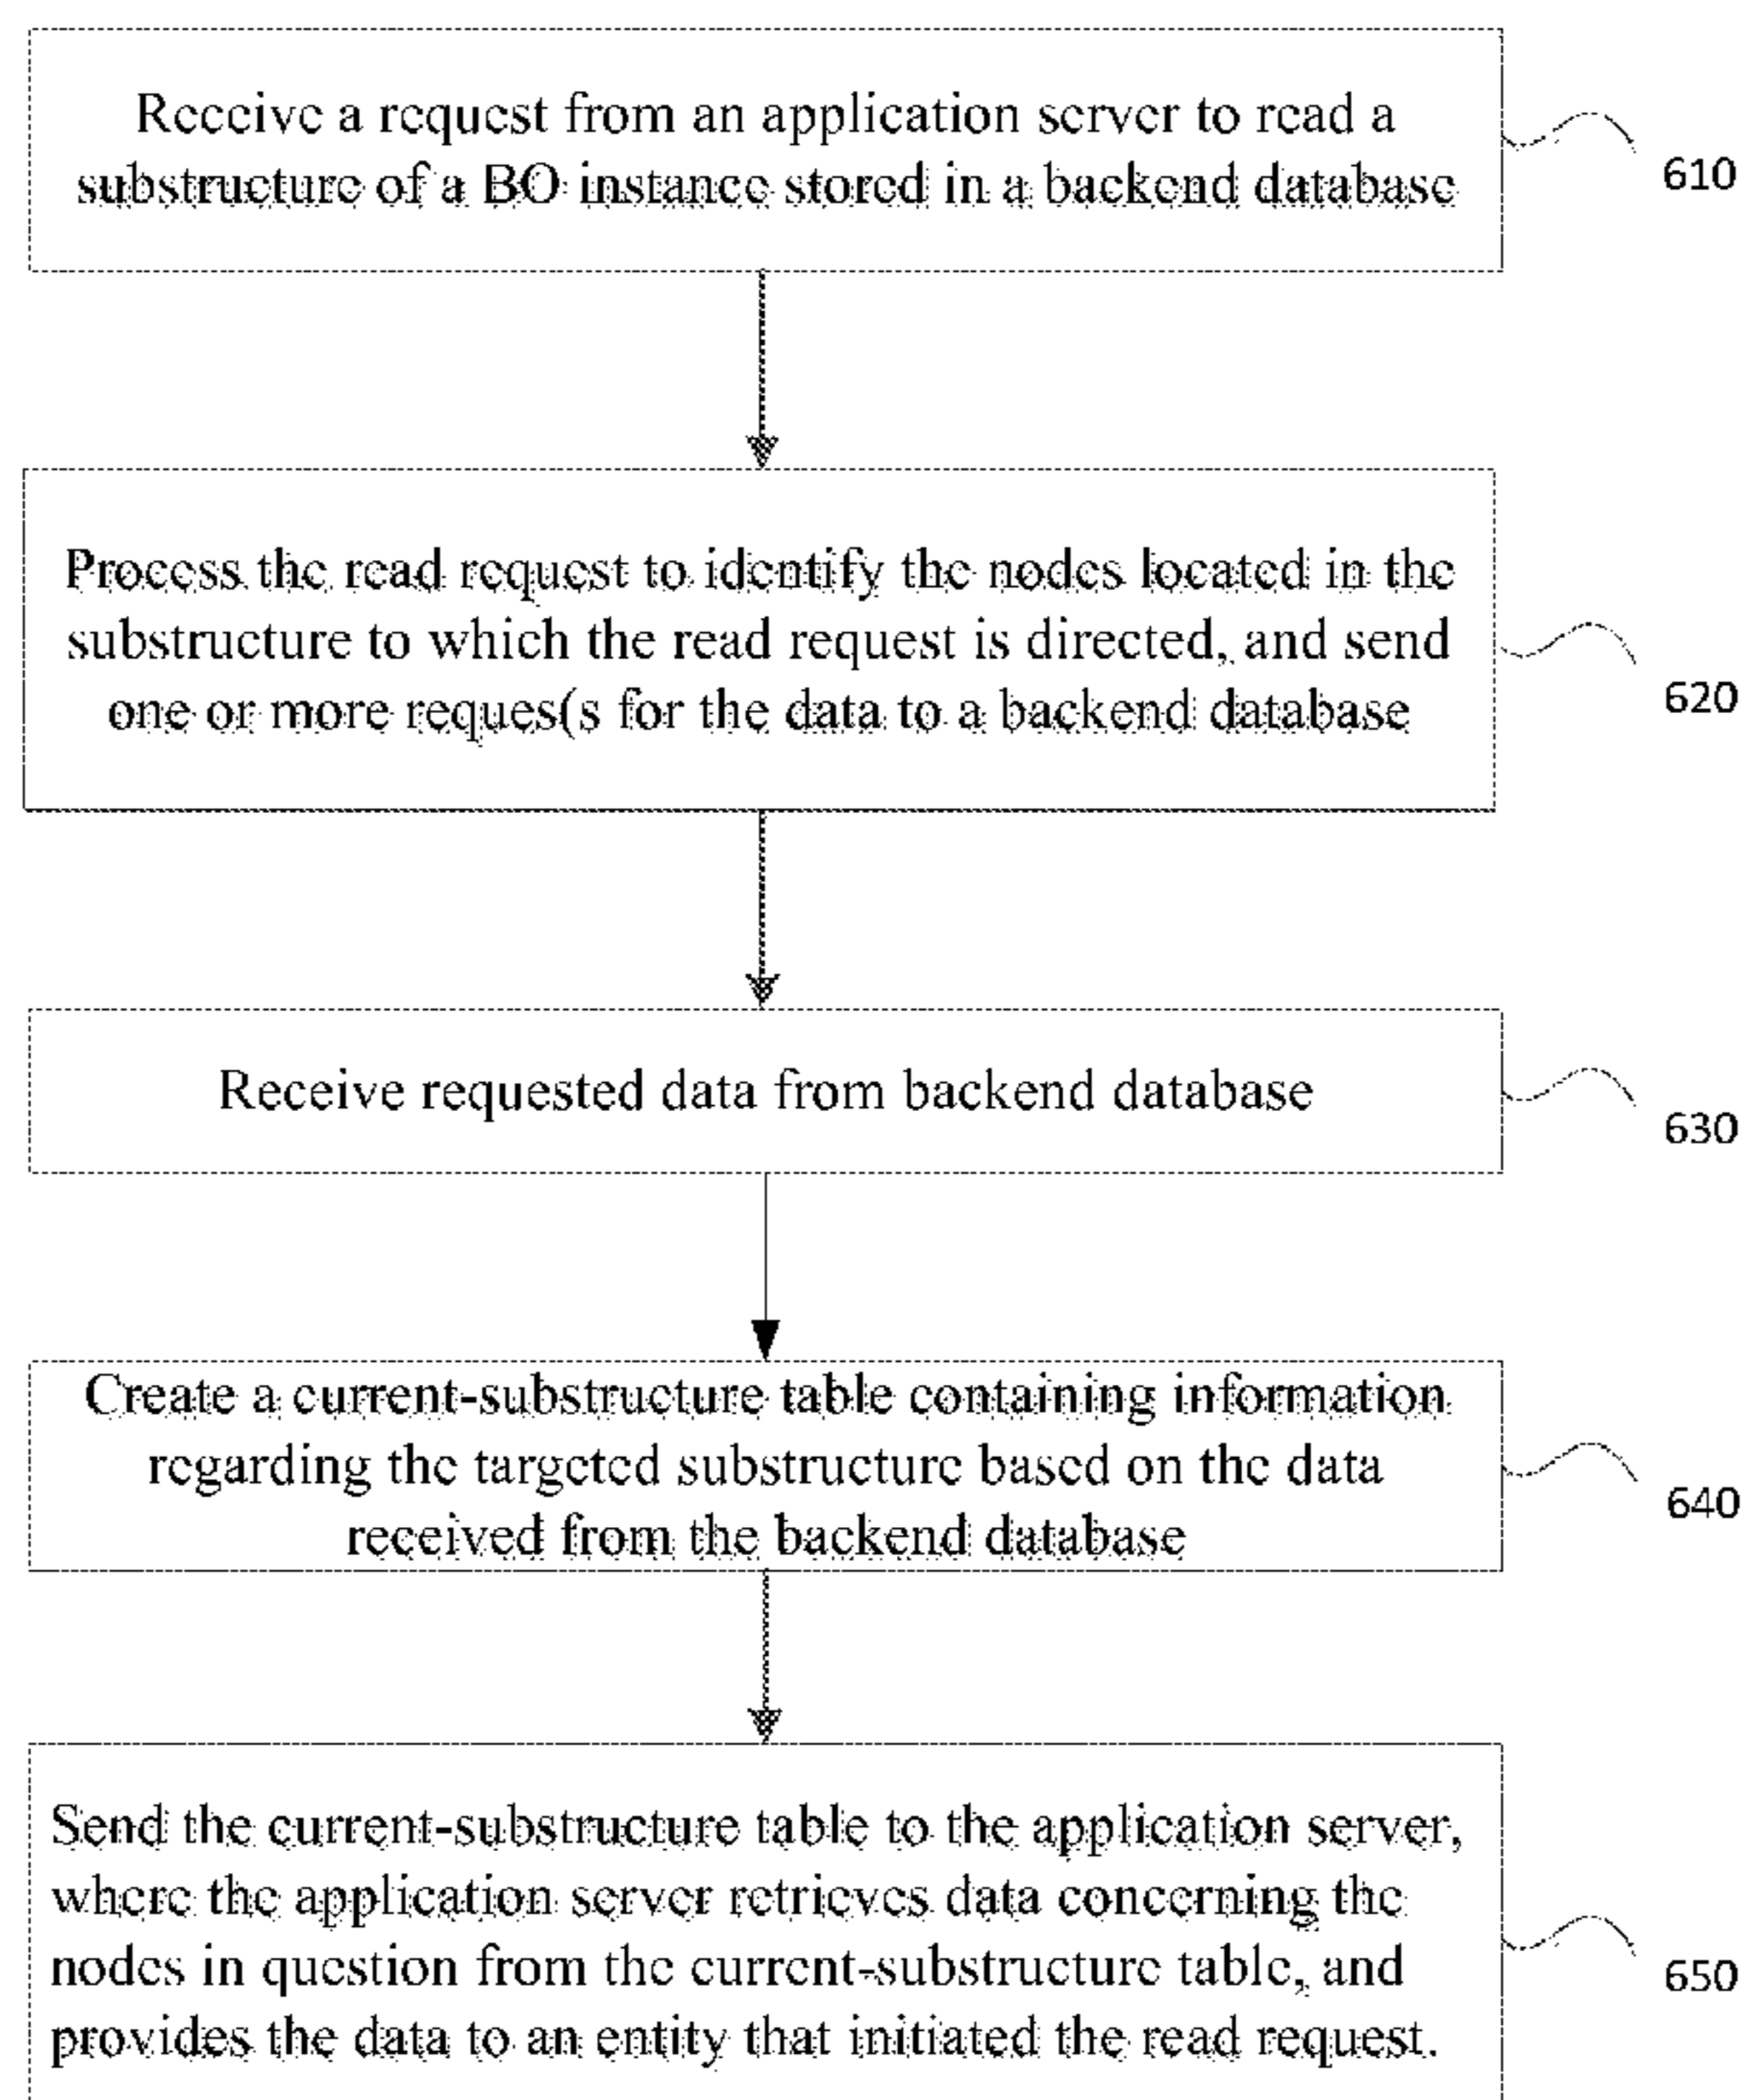 Receive a request from an application server to read a
substructure of a BO instance stored in a backend database
610
Process the read request to identify the nodes located in the
substructure to which the read request is directed, and send
one or more reques(s for the data to a backend database
620
Receive requested data from backend database
630
Create a current-substructure table containing information
regarding the targeted substructure based on the data
received from the backend database
640
Send the current-substructure table to the application server,
where the application server retrieves data concerning the
nodes in question from the current-substructure table, and
provides the data to an entity that initiated the read request.
650